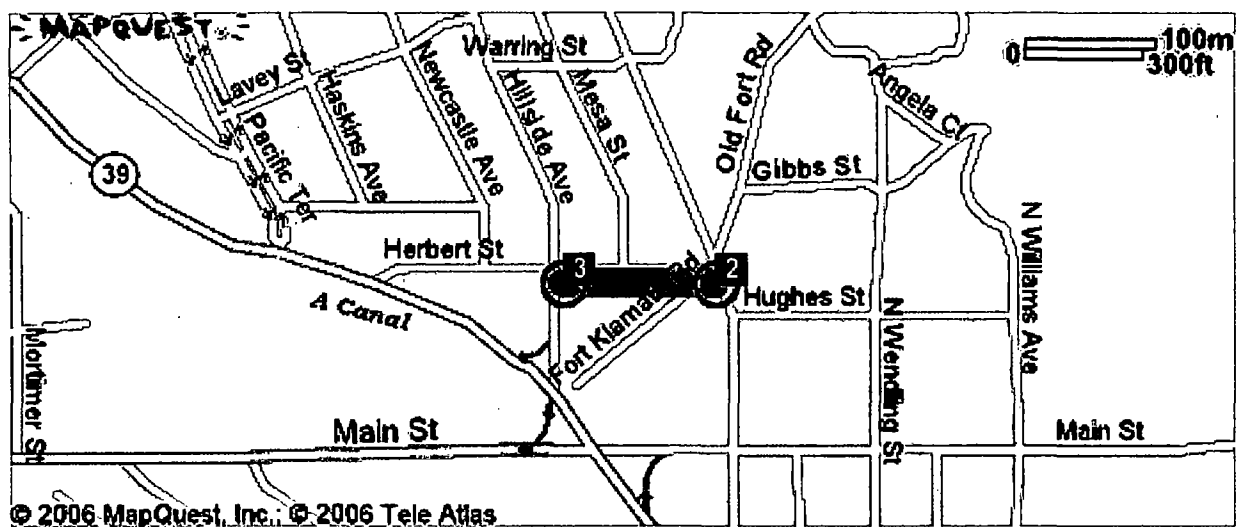 MAPQUEST
0 100m
300ft
Warring St
Lavey St
Haskins Ave
Newcastle Ave
Hillside Ave
Mesa St
Old Fort Rd
Angela Ct
Gibbs St
Pacific Ter
39
Herbert St
3
2
N Williams Ave
A Canal
Fort Klamath Rd
Hughes St
N Wendling St
Mortimer St
Main St
Main St
© 2006 MapQuest, Inc.; © 2006 Tele Atlas